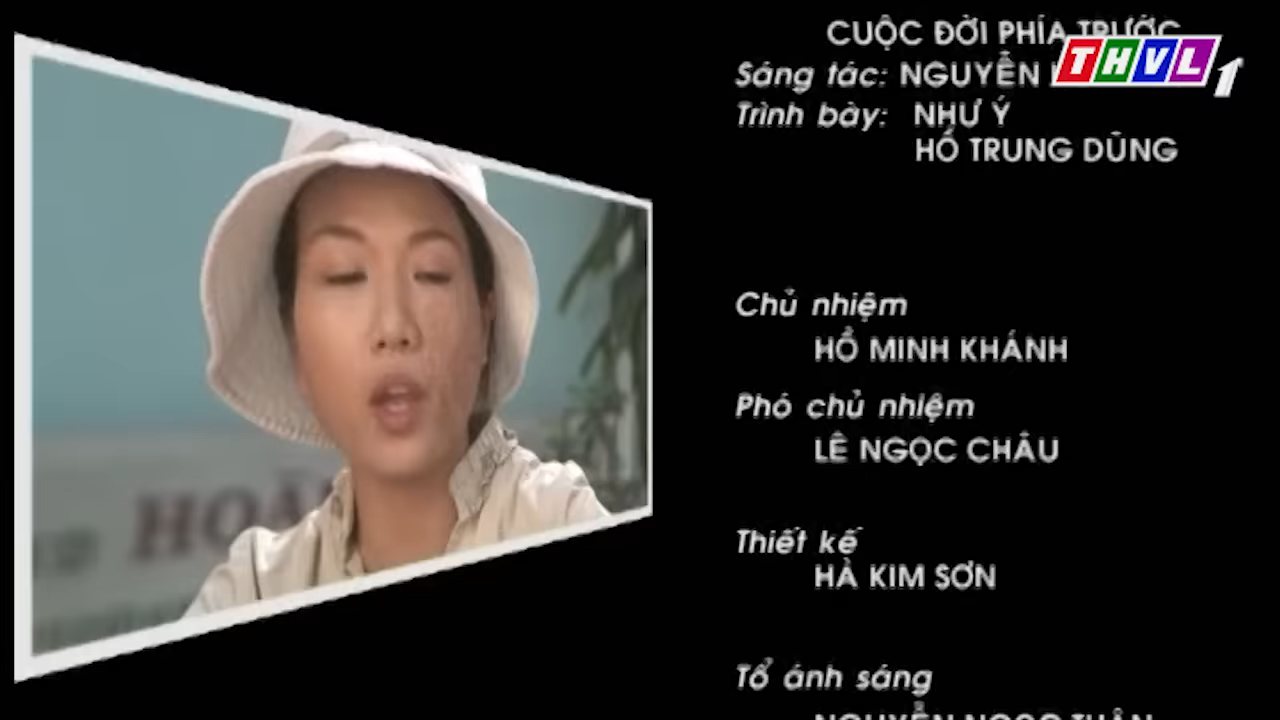 CUỘC ĐỜI PHÍA TRƯỚC
THVL1
Sáng tác: NGUYỄN
Trình bày: NHƯ Ý
HỒ TRUNG DŨNG
Chủ nhiệm
HỒ MINH KHÁNH
Phó chủ nhiệm
LÊ NGỌC CHÂU
Thiết kế
HÀ KIM SƠN
Tổ ánh sáng